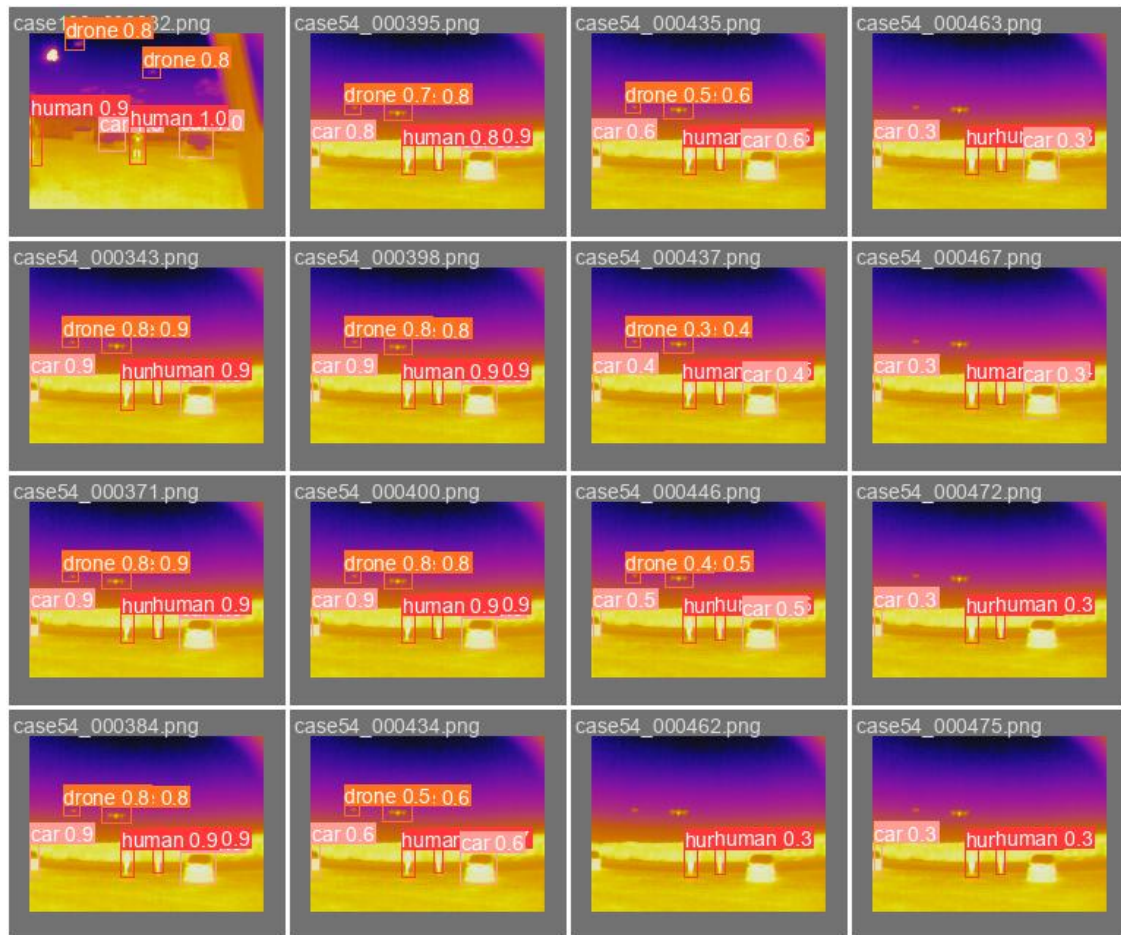 drone 0.8
drone 0.8
human 0.9
human 1.0
case54_000395.png
drone 0.7 0.8
car 0.8
human 0.8 0.9
case54_000435.png
drone 0.5 0.6
car 0.6
human
car 0.6
case54_000463.png
car 0.3
car 0.3
case54_000343.png
drone 0.8 0.9
car 0.9
human 0.9
case54_000398.png
drone 0.8 0.8
car 0.9
human 0.9 0.9
case54_000437.png
drone 0.3 0.4
car 0.4
human
car 0.4
case54_000467.png
car 0.3
human
car 0.3
case54_000371.png
drone 0.8 0.9
car 0.9
human 0.9
case54_000400.png
drone 0.8 0.8
car 0.9
human 0.9 0.9
case54_000446.png
drone 0.4 0.5
car 0.5
car 0.5
case54_000472.png
car 0.3
human 0.3
case54_000384.png
drone 0.8 0.8
car 0.9
human 0.9 0.9
case54_000434.png
drone 0.5 0.6
car 0.6
human
car 0.6
case54_000462.png
human 0.3
case54_000475.png
car 0.3
human 0.3